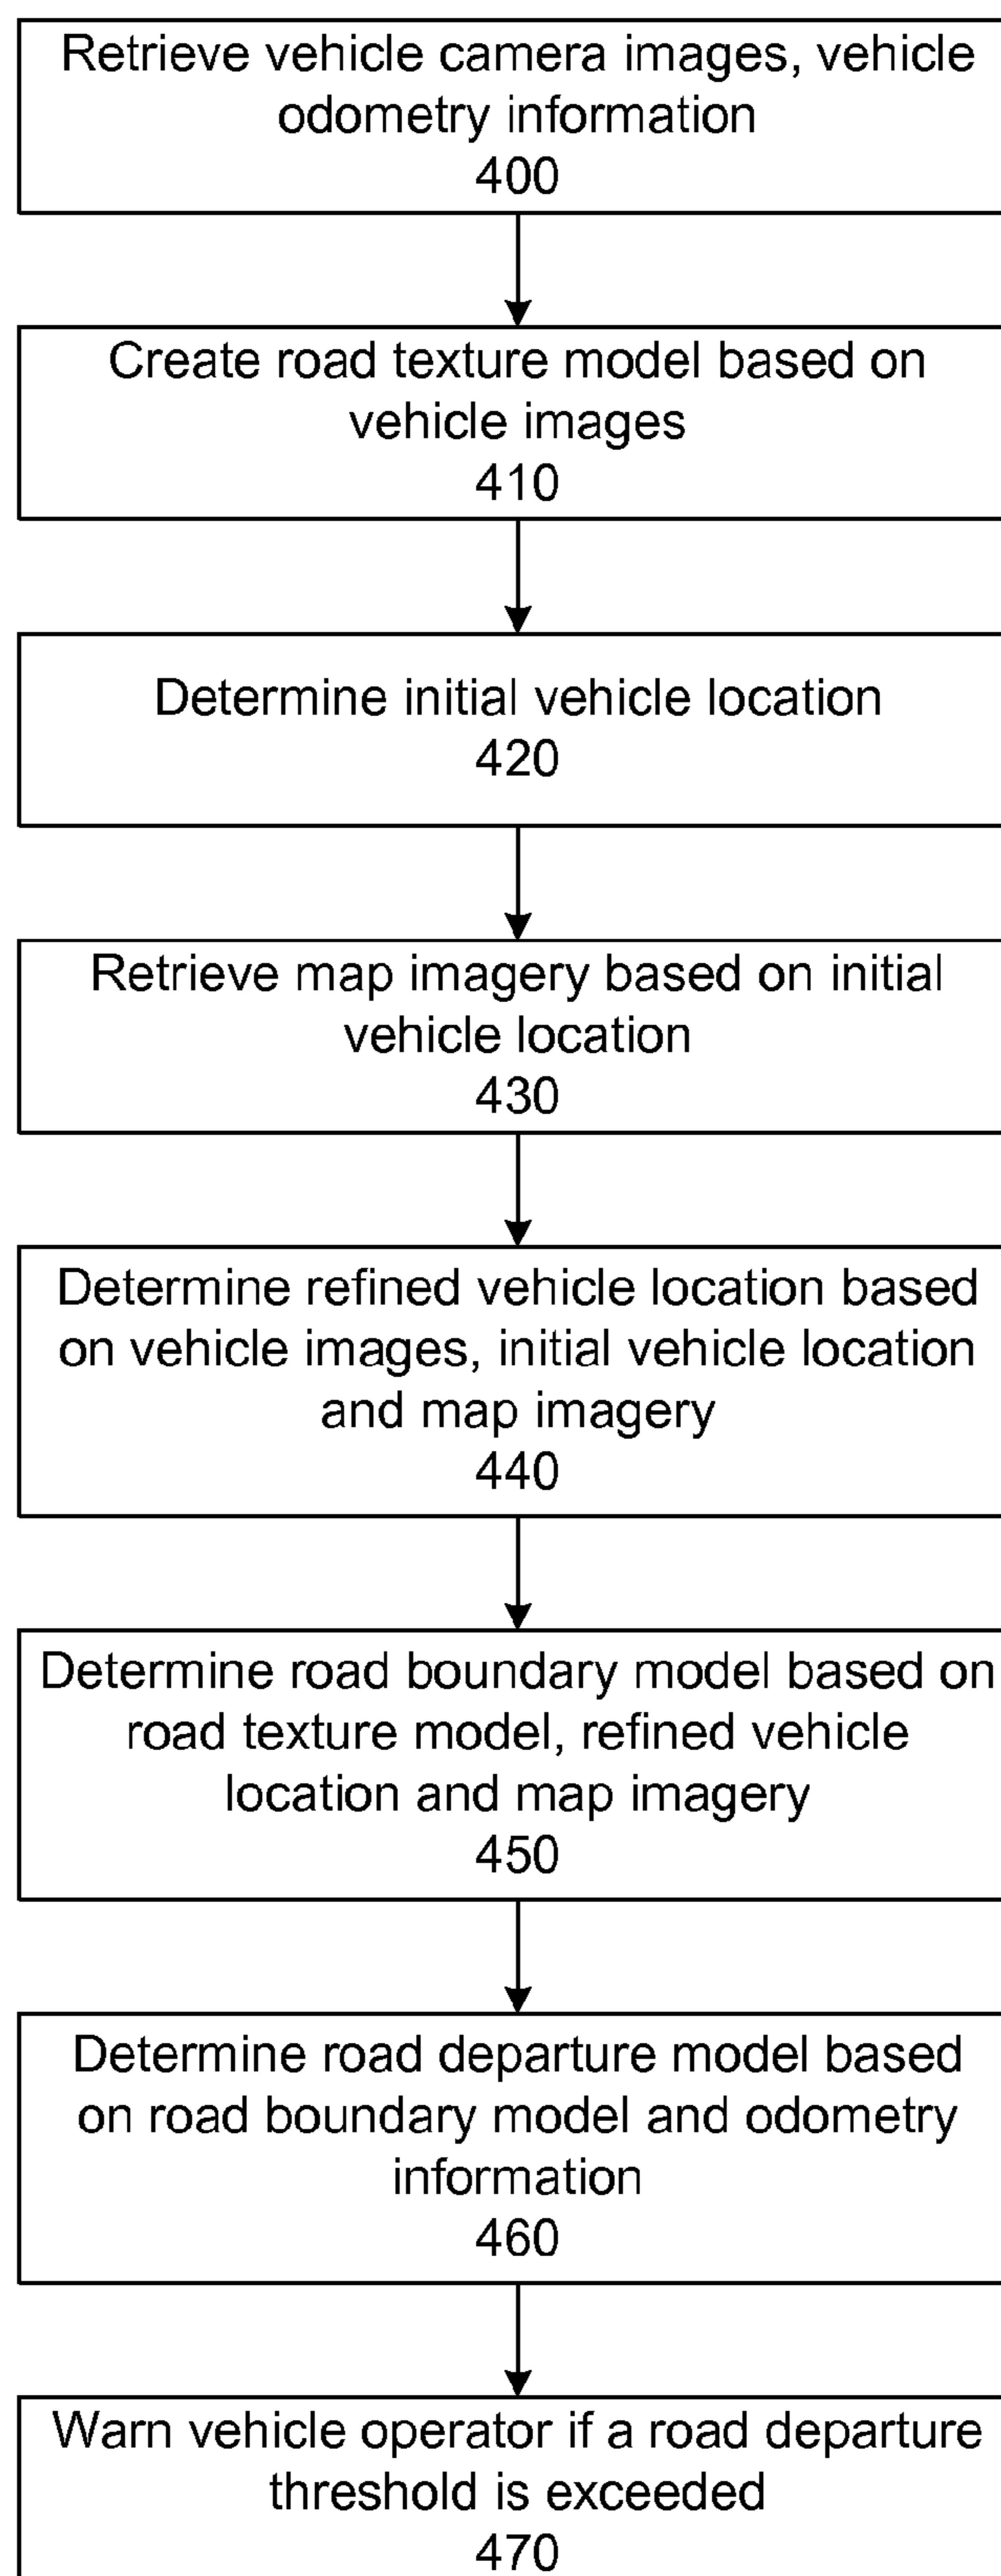 Retrieve vehicle camera images, vehicle
odometry information
400
Create road texture model based on
vehicle images
410
Determine initial vehicle location
420
Retrieve map imagery based on initial
vehicle location
430
Determine refined vehicle location based
on vehicle images, initial vehicle location
and map imagery
440
Determine road boundary model based on
road texture model, refined vehicle
location and map imagery
450
Determine road departure model based
on road boundary model and odometry
information
460
Warn vehicle operator if a road departure
threshold is exceeded
470